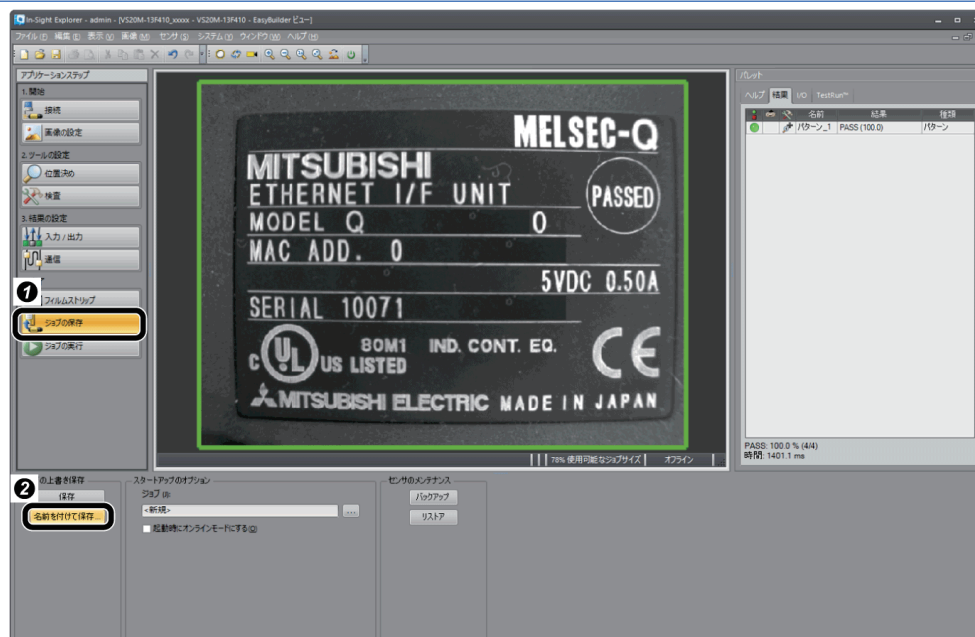 In-Sight Explorer - admin - [VS20M-13F410_xxxxx - VS20M-13F410 - EasyBuilder ビュー]
ファイル(F) 編集(E) 表示(V) 画像(M) センサ(S) システム(Y) ウィンドウ(W) ヘルプ(H)
アプリケーションステップ
1. 開始
接続
画像の設定
2. ツールの設定
位置決め
検査
3. 結果の設定
入力 / 出力
通信
1
フィルムストリップ
ジョブの保存
ジョブの実行
MELSEC-Q
MITSUBISHI
ETHERNET I/F UNIT
PASSED
MODEL Q 0
MAC ADD. 0
5VDC 0.50A
SERIAL 10071
C UL US LISTED
80M1 IND. CONT. EQ.
CE
MITSUBISHI ELECTRIC MADE IN JAPAN
78% 使用可能なジョブサイズ オフライン
パレット
ヘルプ 結果 I/O TestRun™
名前 結果 種類
パターン_1 PASS (100.0) パターン
PASS: 100.0 % (4/4)
時間: 1401.1 ms
2
の上書き保存
保存
名前を付けて保存...
スタートアップのオプション
ジョブ(B):
<新規>
...
起動時にオンラインモードにする(O)
センサのメンテナンス
バックアップ
リストア